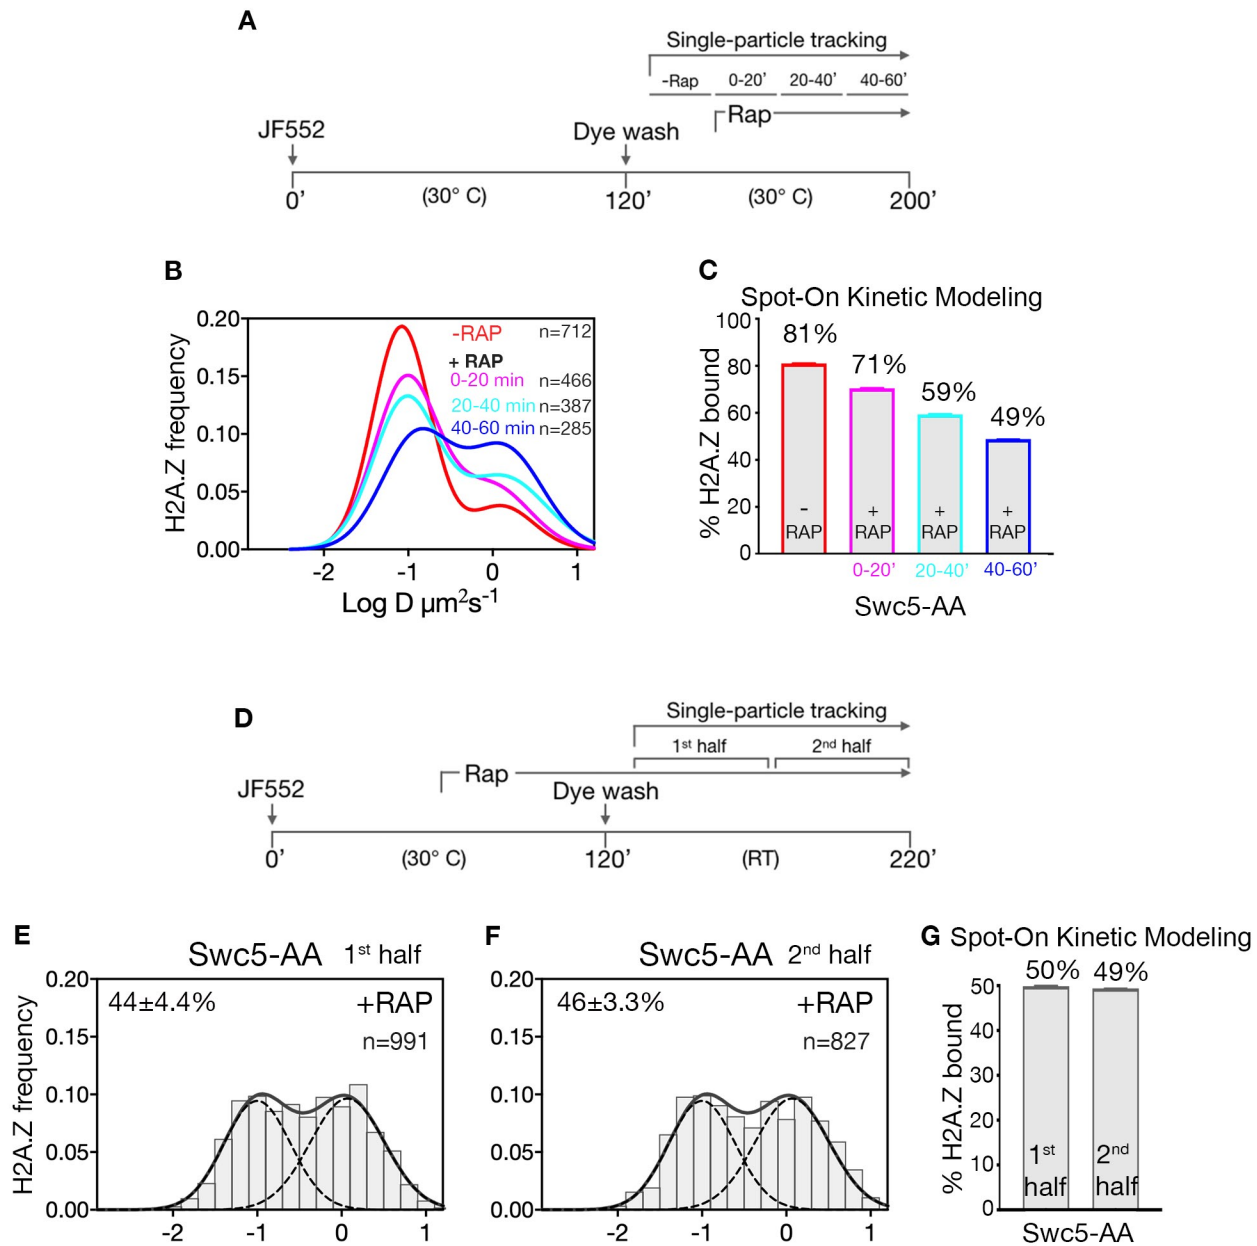 A
Single-particle tracking
-Rap 0-20’ 20-40’ 40-60’
Rap
JF552
Dye wash
0’ (30° C) 120’ (30° C) 200’
B
0.20
0.15
0.10
0.05
0.00
H2A.Z frequency
-RAP n=712
+ RAP
0-20 min n=466
20-40 min n=387
40-60 min n=285
-2 -1 0 1
Log D µm²s⁻¹
C
Spot-On Kinetic Modeling
100
80
60
40
20
0
% H2A.Z bound
81%
71%
59%
49%
- + + +
RAP RAP RAP RAP
0-20’ 20-40’ 40-60’
Swc5-AA
D
Single-particle tracking
1st half 2nd half
Rap
JF552
Dye wash
0’ (30° C) 120’ (RT) 220’
E
Swc5-AA 1st half
0.20
0.15
0.10
0.05
0.00
H2A.Z frequency
44±4.4% +RAP
n=991
-2 -1 0 1
F
Swc5-AA 2nd half
0.20
0.15
0.10
0.05
0.00
46±3.3% +RAP
n=827
-2 -1 0 1
G Spot-On Kinetic Modeling
50% 49%
50
40
30
20
10
0
% H2A.Z bound
1st 2nd
half half
Swc5-AA